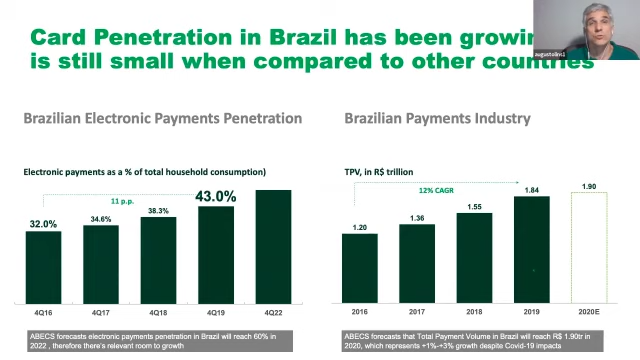 Card Penetration in Brazil has been growing
is still small when compared to other countries
augustolins1
Brazilian Electronic Payments Penetration
Electronic payments as a % of total household consumption)
11 p.p.
32.0%
34.6%
38.3%
43.0%
4Q16
4Q17
4Q18
4Q19
4Q22
ABECS forecasts electronic payments penetration in Brazil will reach 60% in
2022 , therefore there's relevant room to growth
Brazilian Payments Industry
TPV, in R$ trillion
12% CAGR
1.20
1.36
1.55
1.84
1.90
2016
2017
2018
2019
2020E
ABECS forecasts that Total Payment Volume in Brazil will reach R$ 1.90tr in
2020, which represents +1%-+3% growth despite Covid-19 impacts